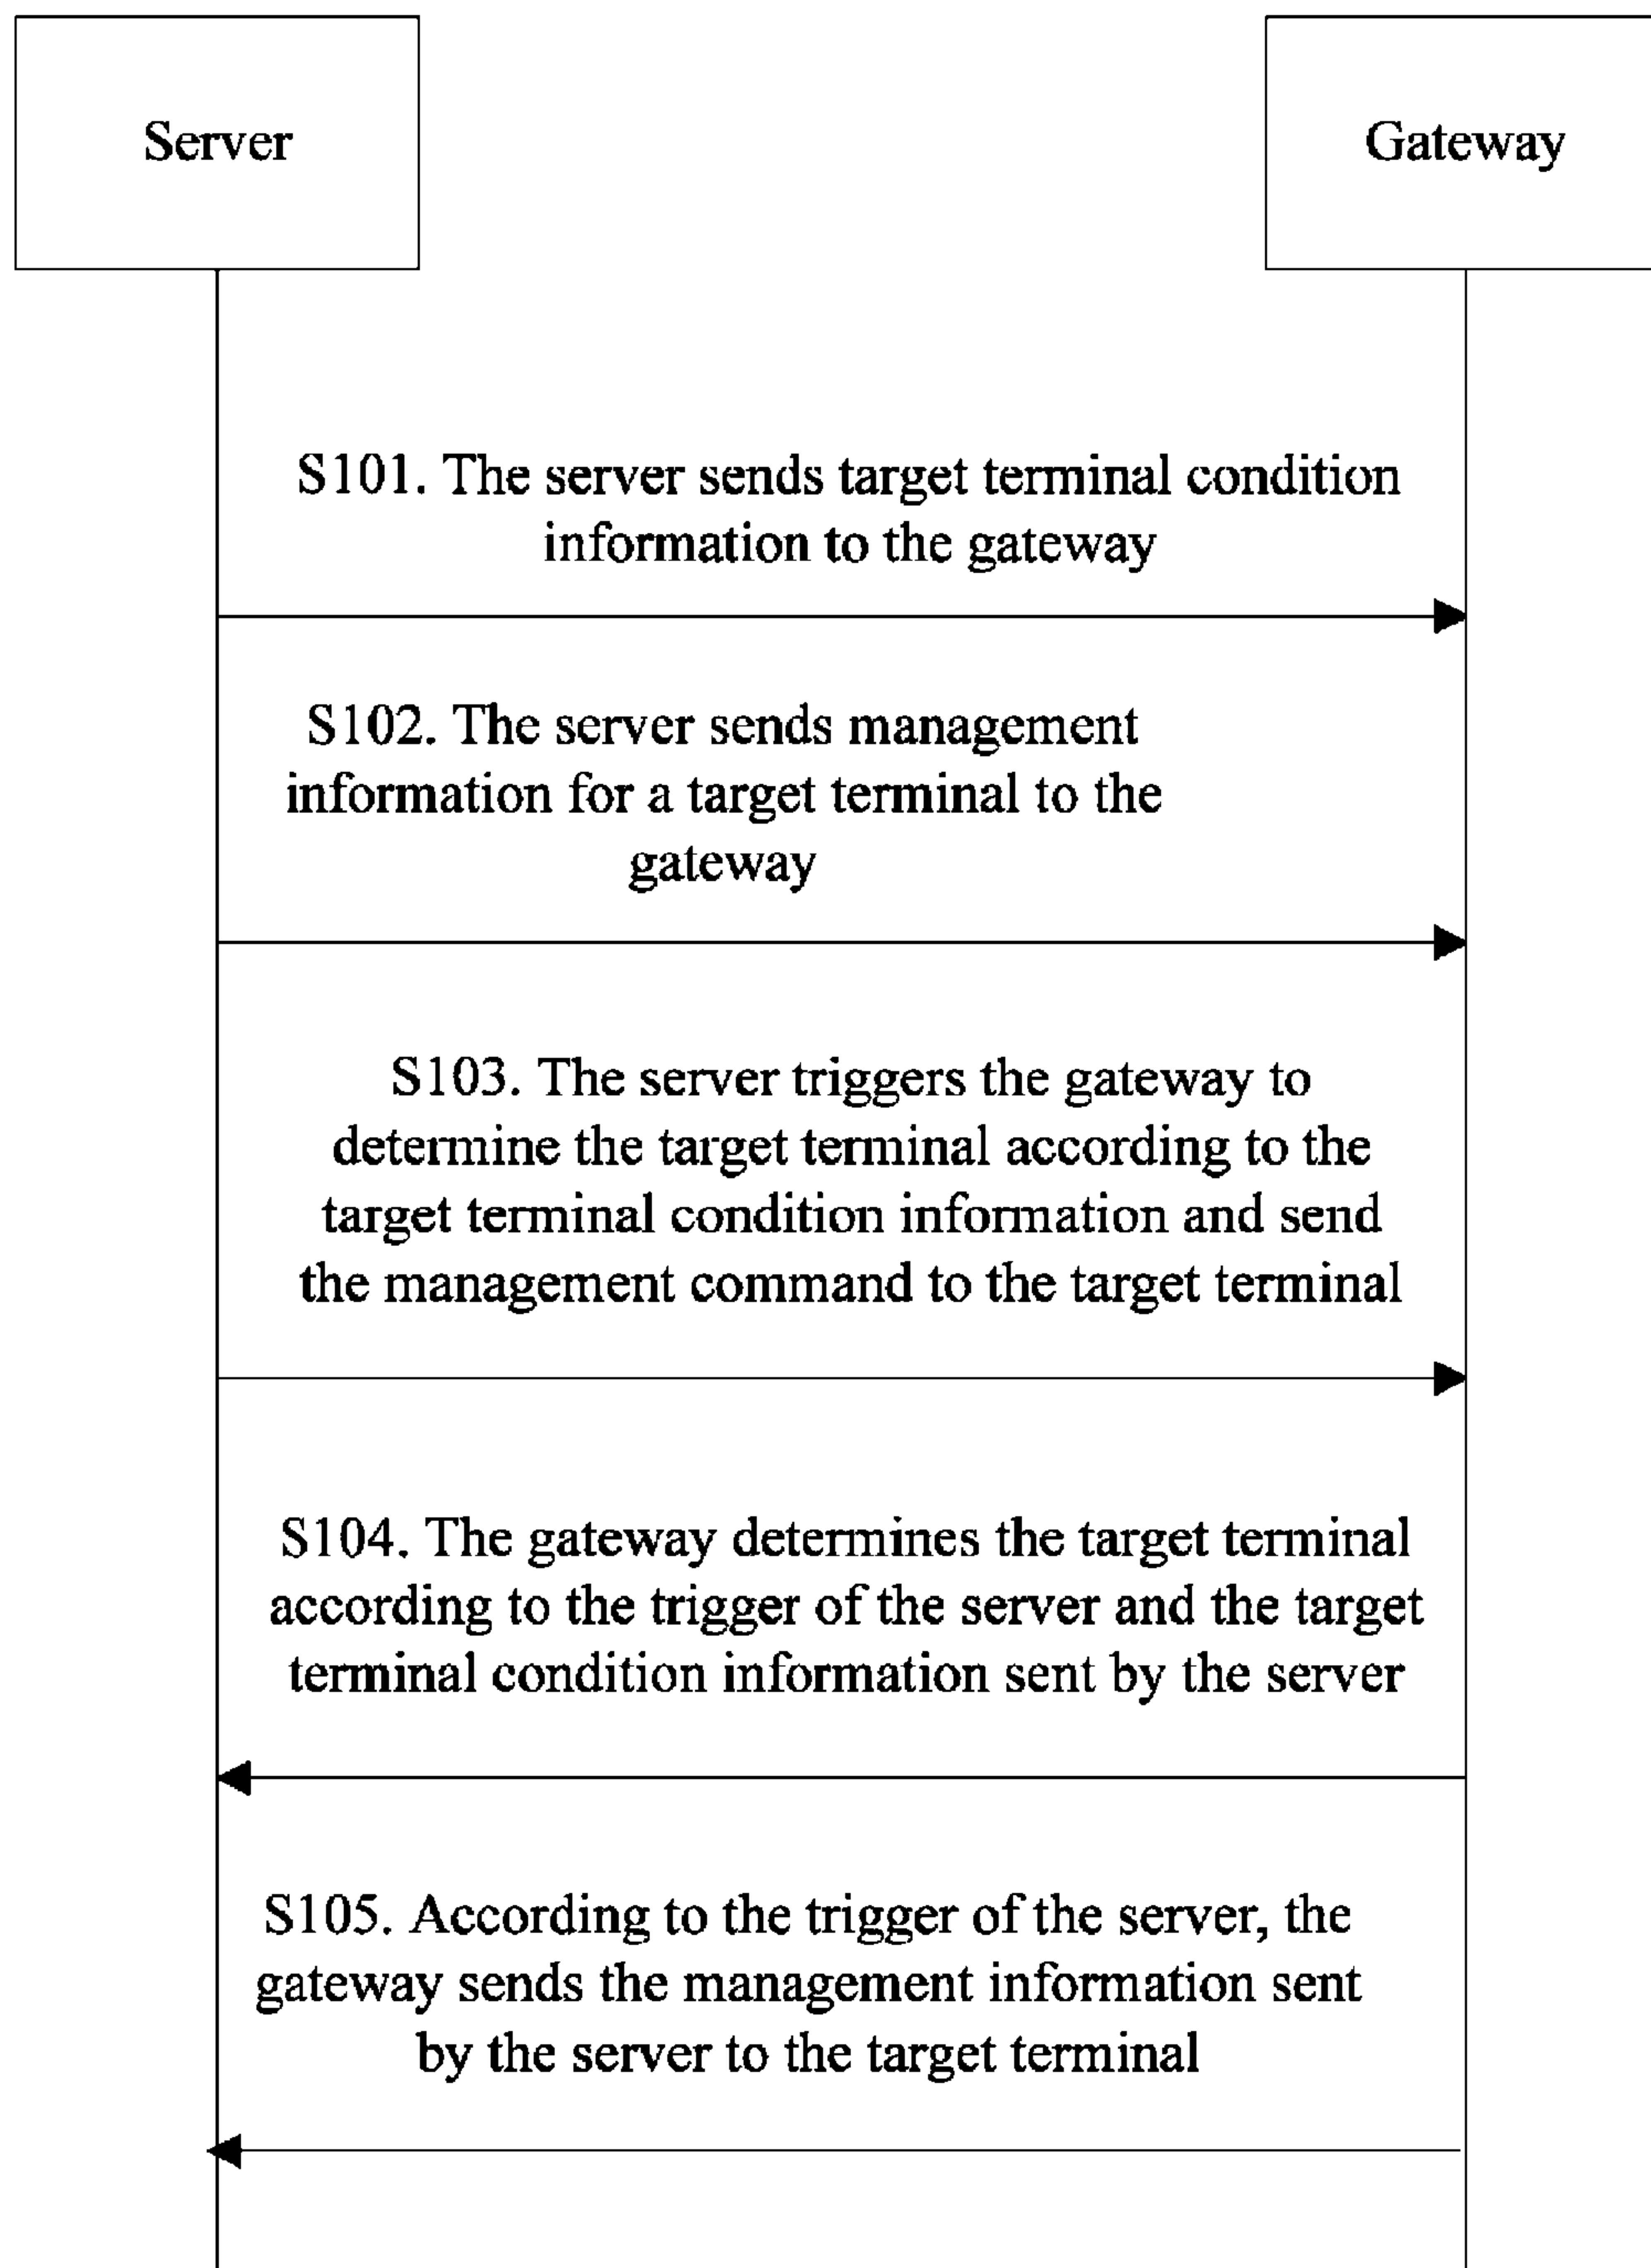 Server
Gateway
S101. The server sends target terminal condition
information to the gateway
S102. The server sends management
information for a target terminal to the
gateway
S103. The server triggers the gateway to
determine the target terminal according to the
target terminal condition information and send
the management command to the target terminal
S104. The gateway determines the target terminal
according to the trigger of the server and the target
terminal condition information sent by the server
S105. According to the trigger of the server, the
gateway sends the management information sent
by the server to the target terminal